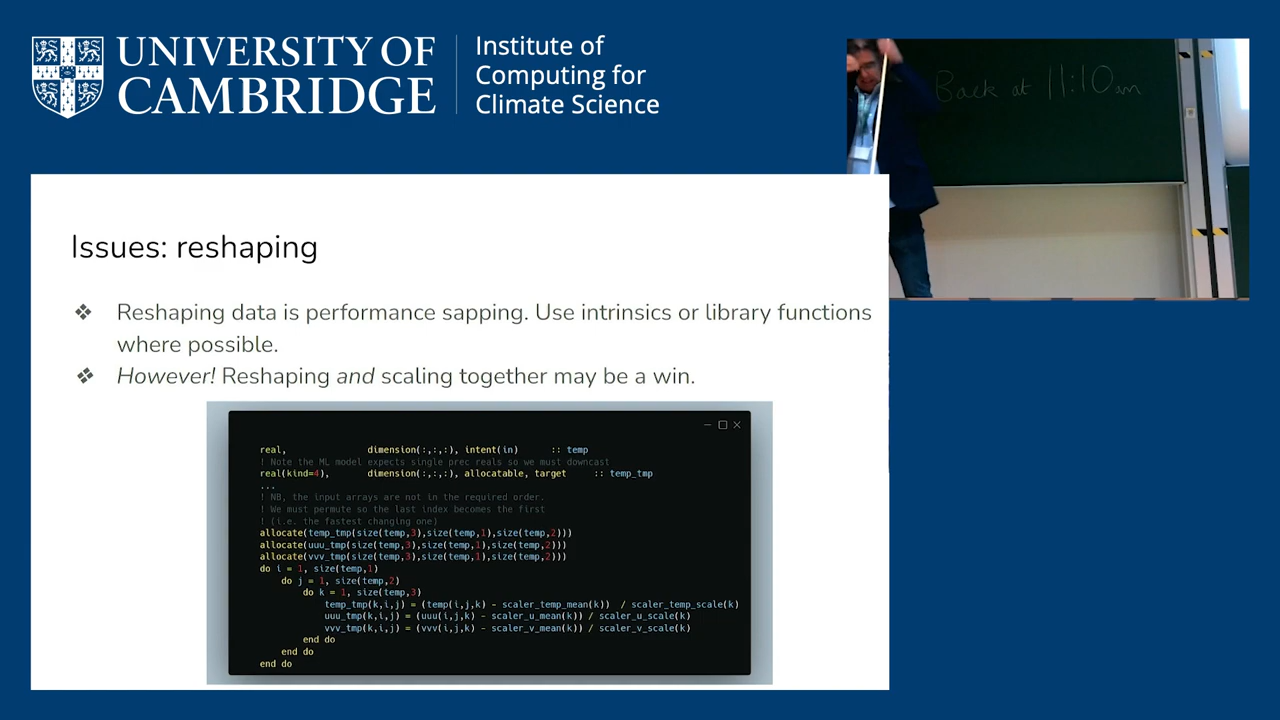 UNIVERSITY OF
CAMBRIDGE
Institute of
Computing for
Climate Science
Back at 11:10am
Issues: reshaping
❖ Reshaping data is performance sapping. Use intrinsics or library functions
where possible.
❖ However! Reshaping and scaling together may be a win.
real, dimension(:,:,:), intent(in) :: temp
! Note the ML model expects single prec reals so we must downcast
real(kind=4), dimension(:,:,:), allocatable, target :: temp_tmp
...
! NB, the input arrays are not in the required order.
! We must permute so the last index becomes the first
! (i.e. the fastest changing one)
allocate(temp_tmp(size(temp,3),size(temp,1),size(temp,2)))
allocate(uuu_tmp(size(temp,3),size(temp,1),size(temp,2)))
allocate(vvv_tmp(size(temp,3),size(temp,1),size(temp,2)))
do i = 1, size(temp,1)
do j = 1, size(temp,2)
do k = 1, size(temp,3)
temp_tmp(k,i,j) = (temp(i,j,k) - scaler_temp_mean(k)) / scaler_temp_scale(k)
uuu_tmp(k,i,j) = (uuu(i,j,k) - scaler_u_mean(k)) / scaler_u_scale(k)
vvv_tmp(k,i,j) = (vvv(i,j,k) - scaler_v_mean(k)) / scaler_v_scale(k)
end do
end do
end do